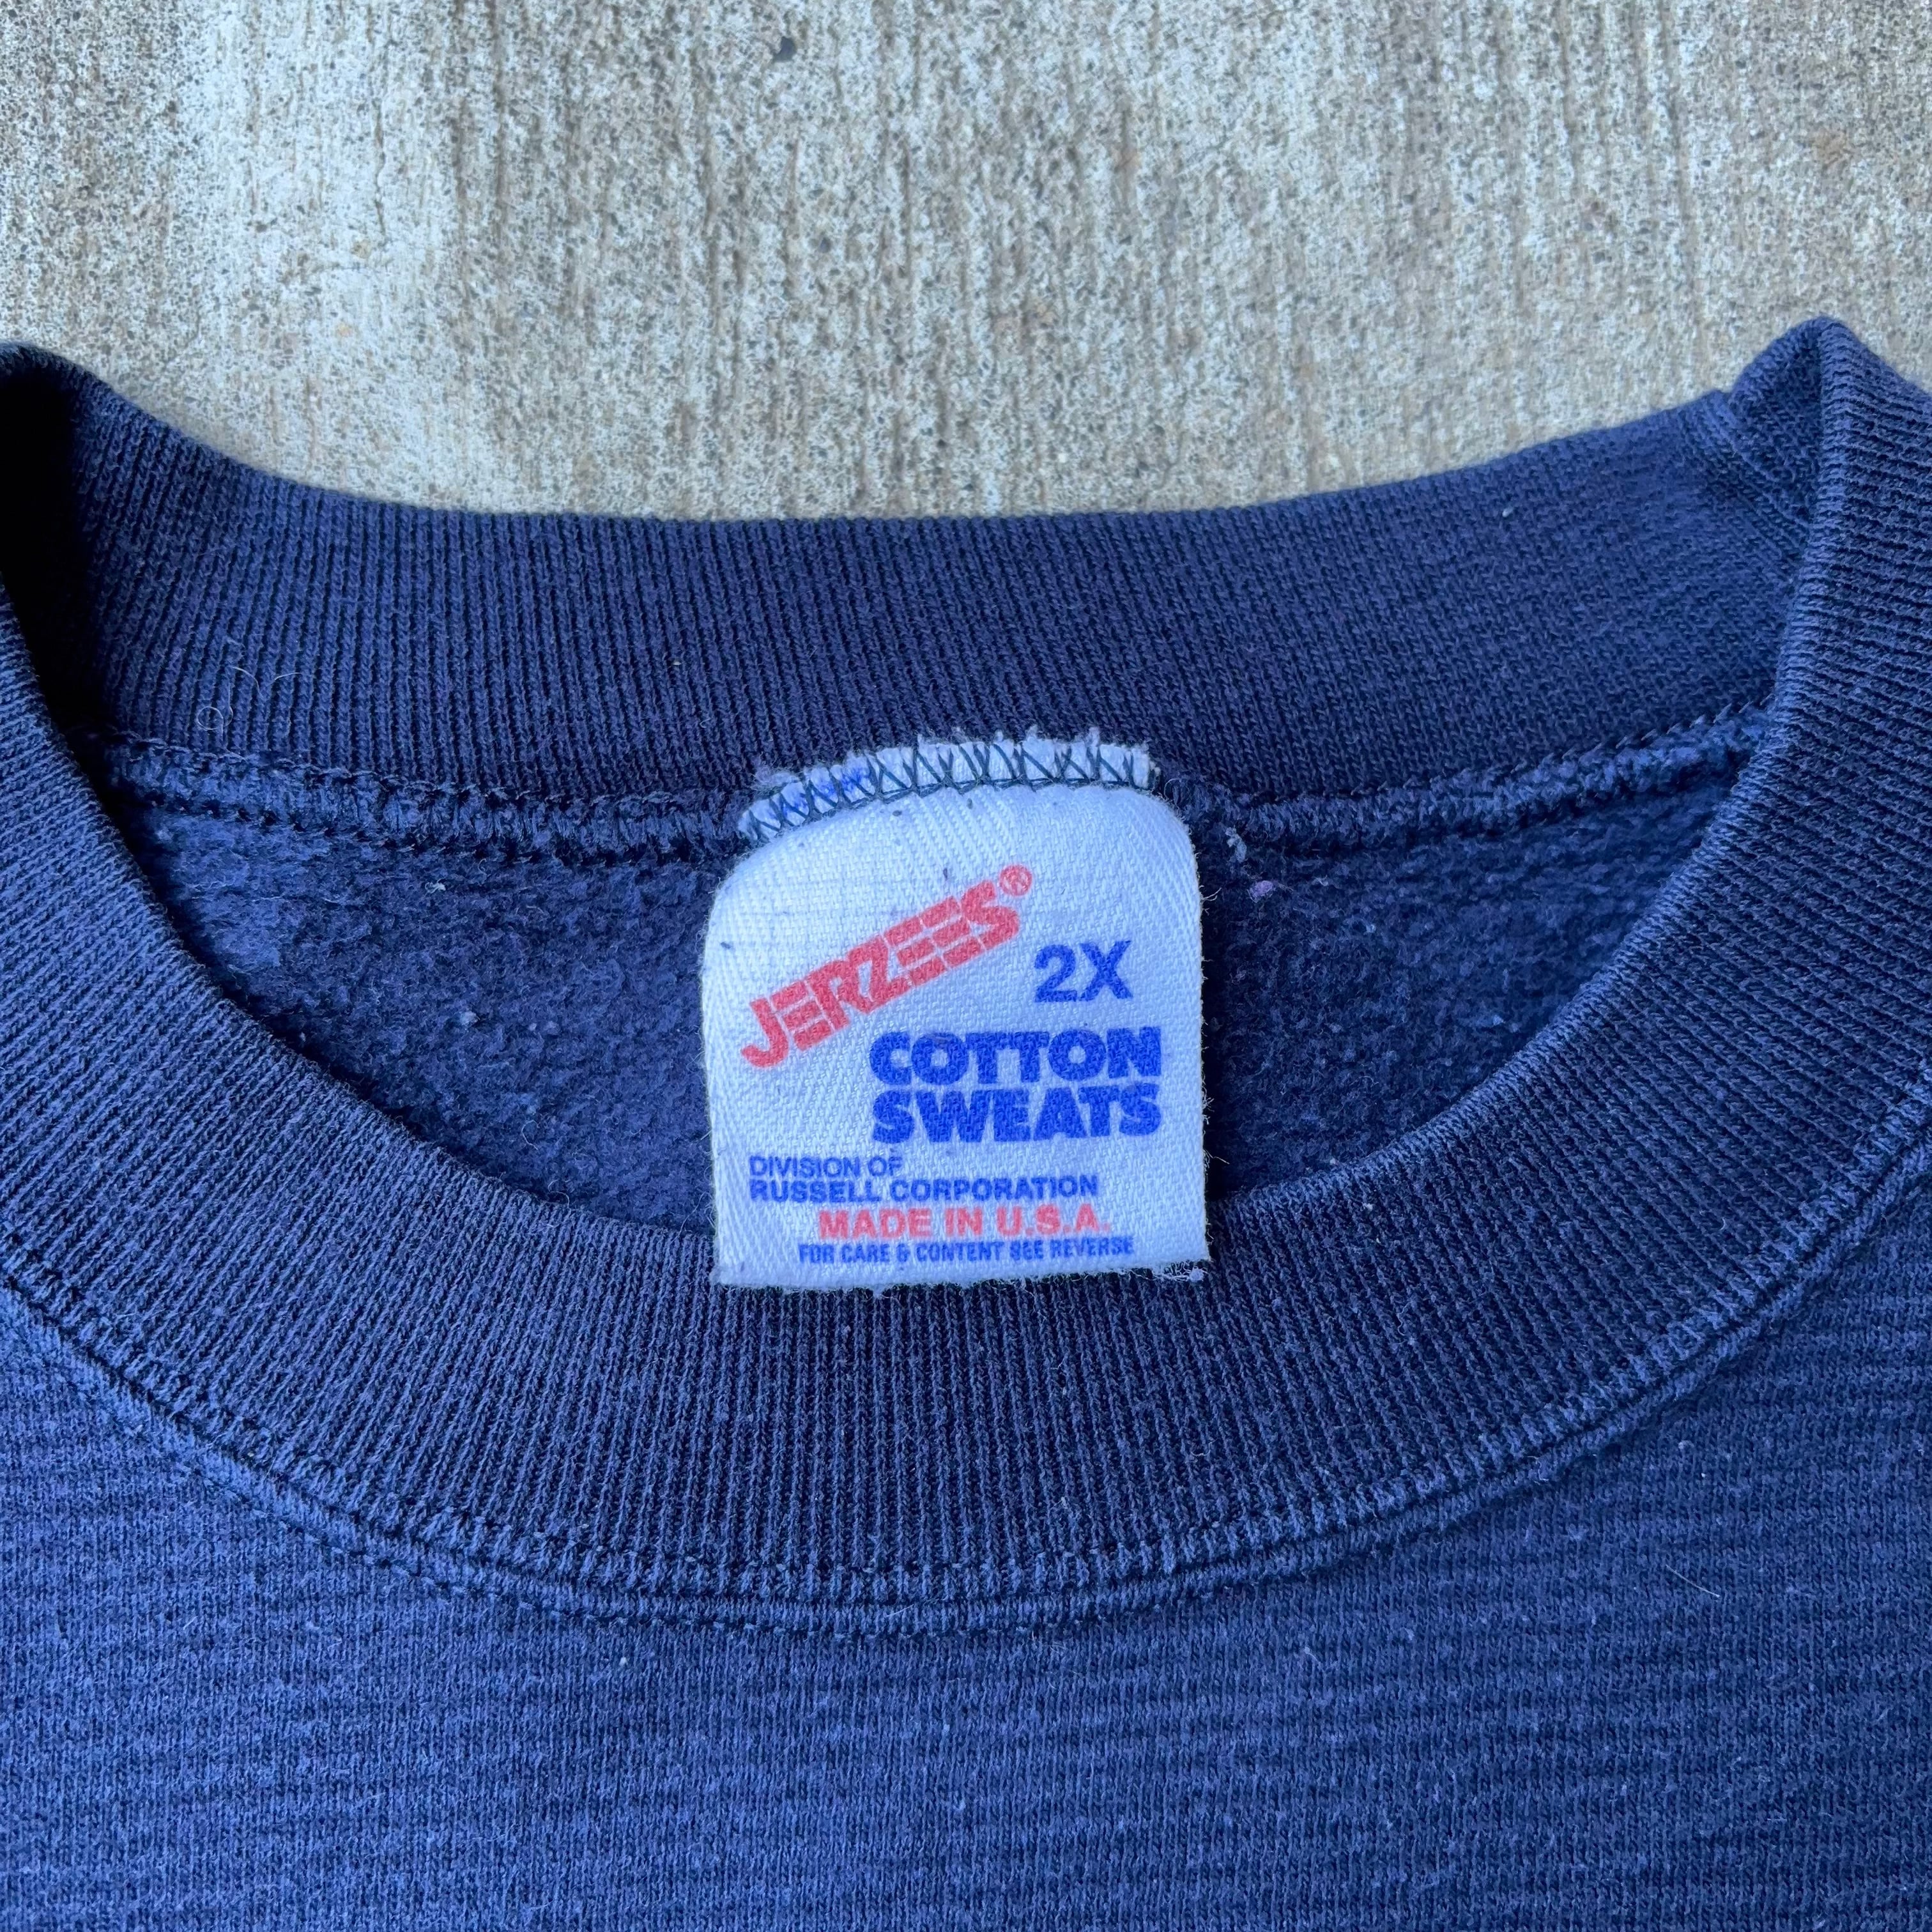 JERZEES®
2X
COTTON
SWEATS
DIVISION OF
RUSSELL CORPORATION
MADE IN U.S.A.
FOR CARE & CONTENT SEE REVERSE